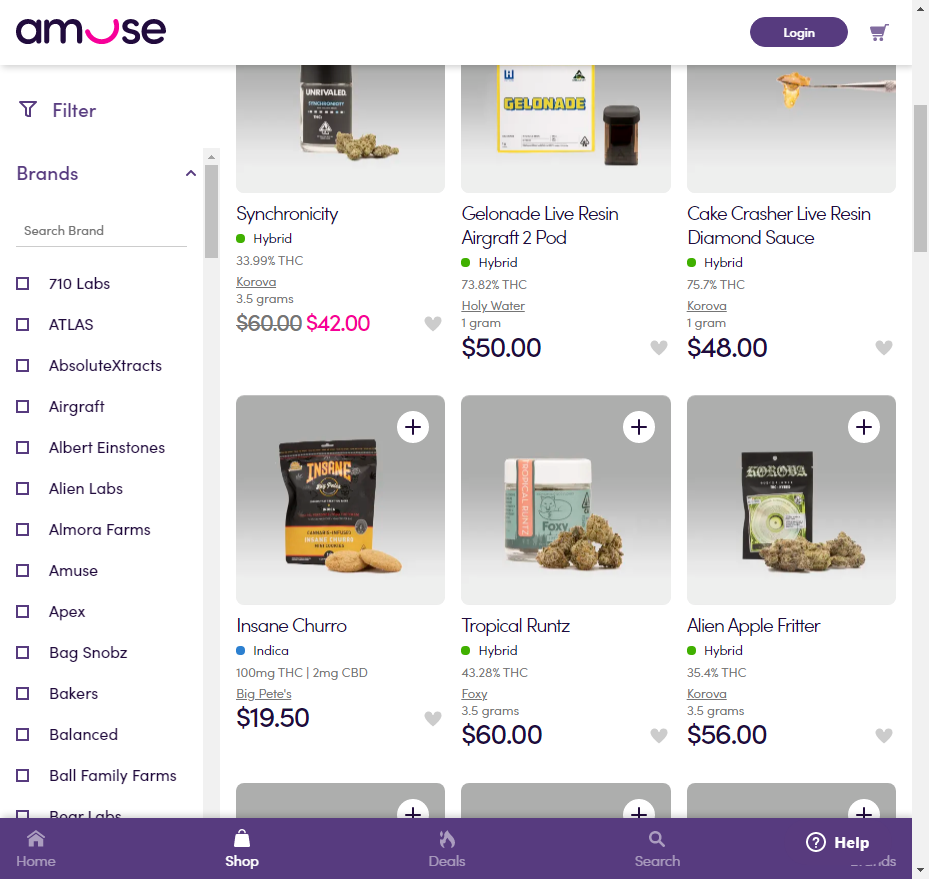 amuse
Login
Filter
Brands
Search Brand
710 Labs
ATLAS
AbsoluteXtracts
Airgraft
Albert Einstones
Alien Labs
Almora Farms
Amuse
Apex
Bag Snobz
Bakers
Balanced
Ball Family Farms
Bear Labs
UNRIVALED.
SYNCHRONICITY
GELONADE
Synchronicity
Hybrid
33.99% THC
Korova
3.5 grams
$60.00 $42.00
Gelonade Live Resin
Airgraft 2 Pod
Hybrid
73.82% THC
Holy Water
1 gram
$50.00
Cake Crasher Live Resin
Diamond Sauce
Hybrid
75.7% THC
Korova
1 gram
$48.00
INSANE
Big Pete's
INSANE CHURRO
TROPICAL RUNTZ
Foxy
KOROVA
Insane Churro
Indica
100mg THC | 2mg CBD
Big Pete's
$19.50
Tropical Runtz
Hybrid
43.28% THC
Foxy
3.5 grams
$60.00
Alien Apple Fritter
Hybrid
35.4% THC
Korova
3.5 grams
$56.00
Home
Shop
Deals
Search
Brands
? Help